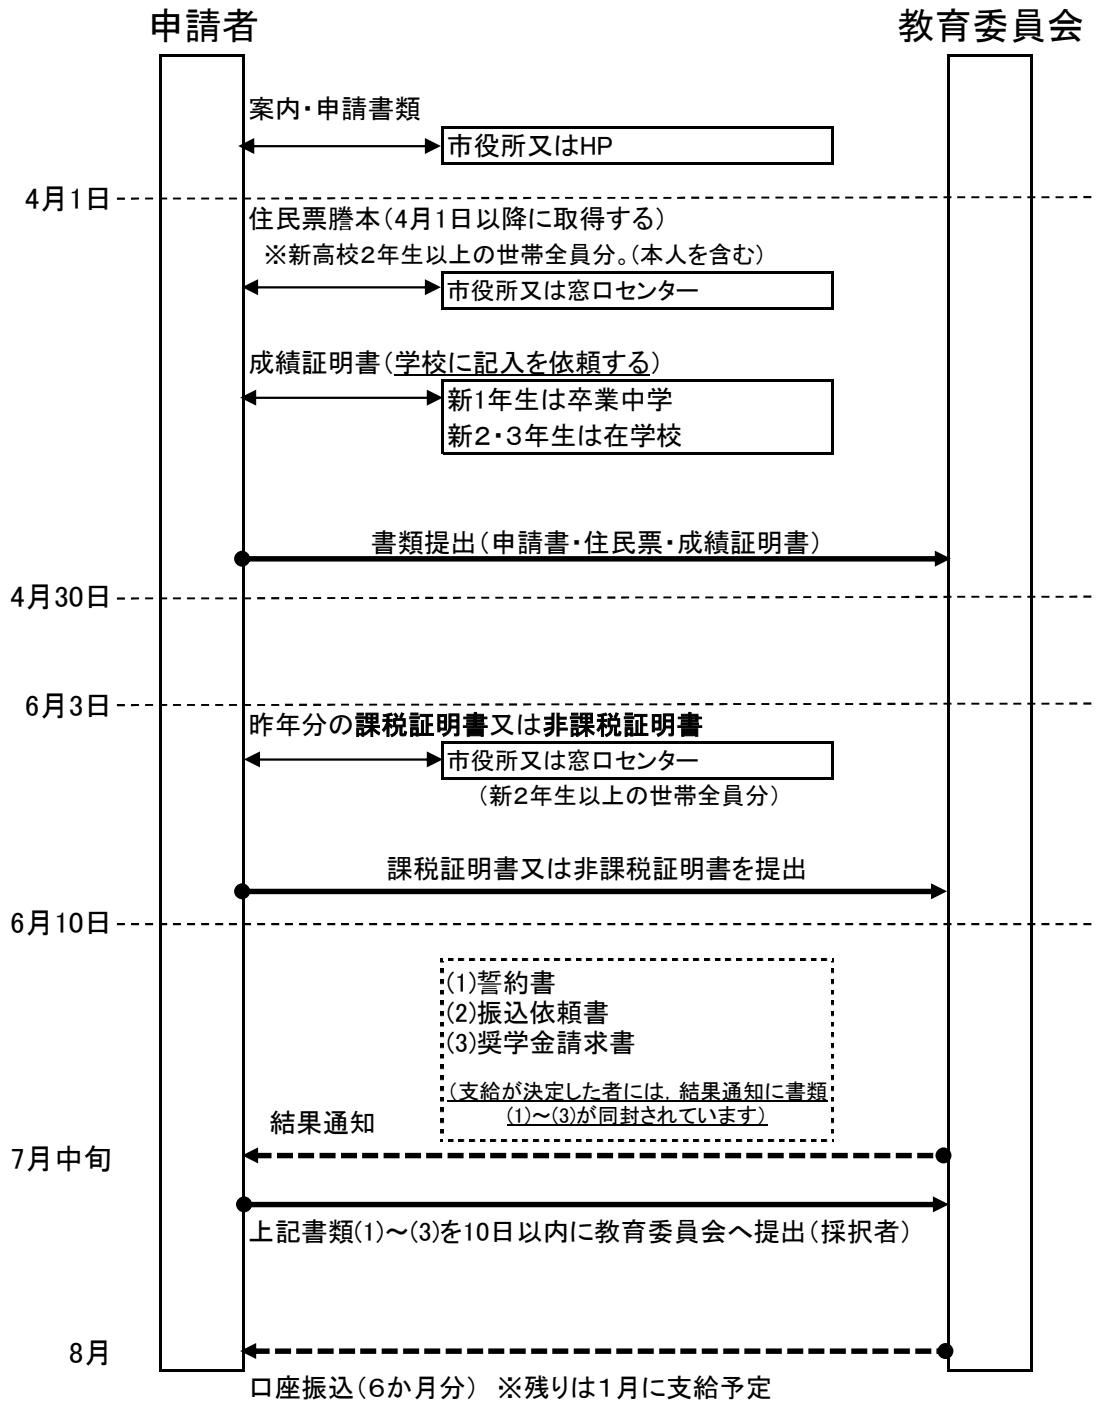 申請者
教育委員会
案内・申請書類
市役所又はHP
4月1日
住民票謄本(4月1日以降に取得する)
※新高校2年生以上の世帯全員分。(本人を含む)
市役所又は窓口センター
成績証明書(学校に記入を依頼する)
新1年生は卒業中学
新2・3年生は在学校
書類提出(申請書・住民票・成績証明書)
4月30日
6月3日
昨年分の課税証明書又は非課税証明書
市役所又は窓口センター
(新2年生以上の世帯全員分)
課税証明書又は非課税証明書を提出
6月10日
(1)誓約書
(2)振込依頼書
(3)奨学金請求書
(支給が決定した者には,結果通知に書類
(1)～(3)が同封されています)
結果通知
7月中旬
上記書類(1)～(3)を10日以内に教育委員会へ提出(採択者)
8月
口座振込(6か月分) ※残りは1月に支給予定